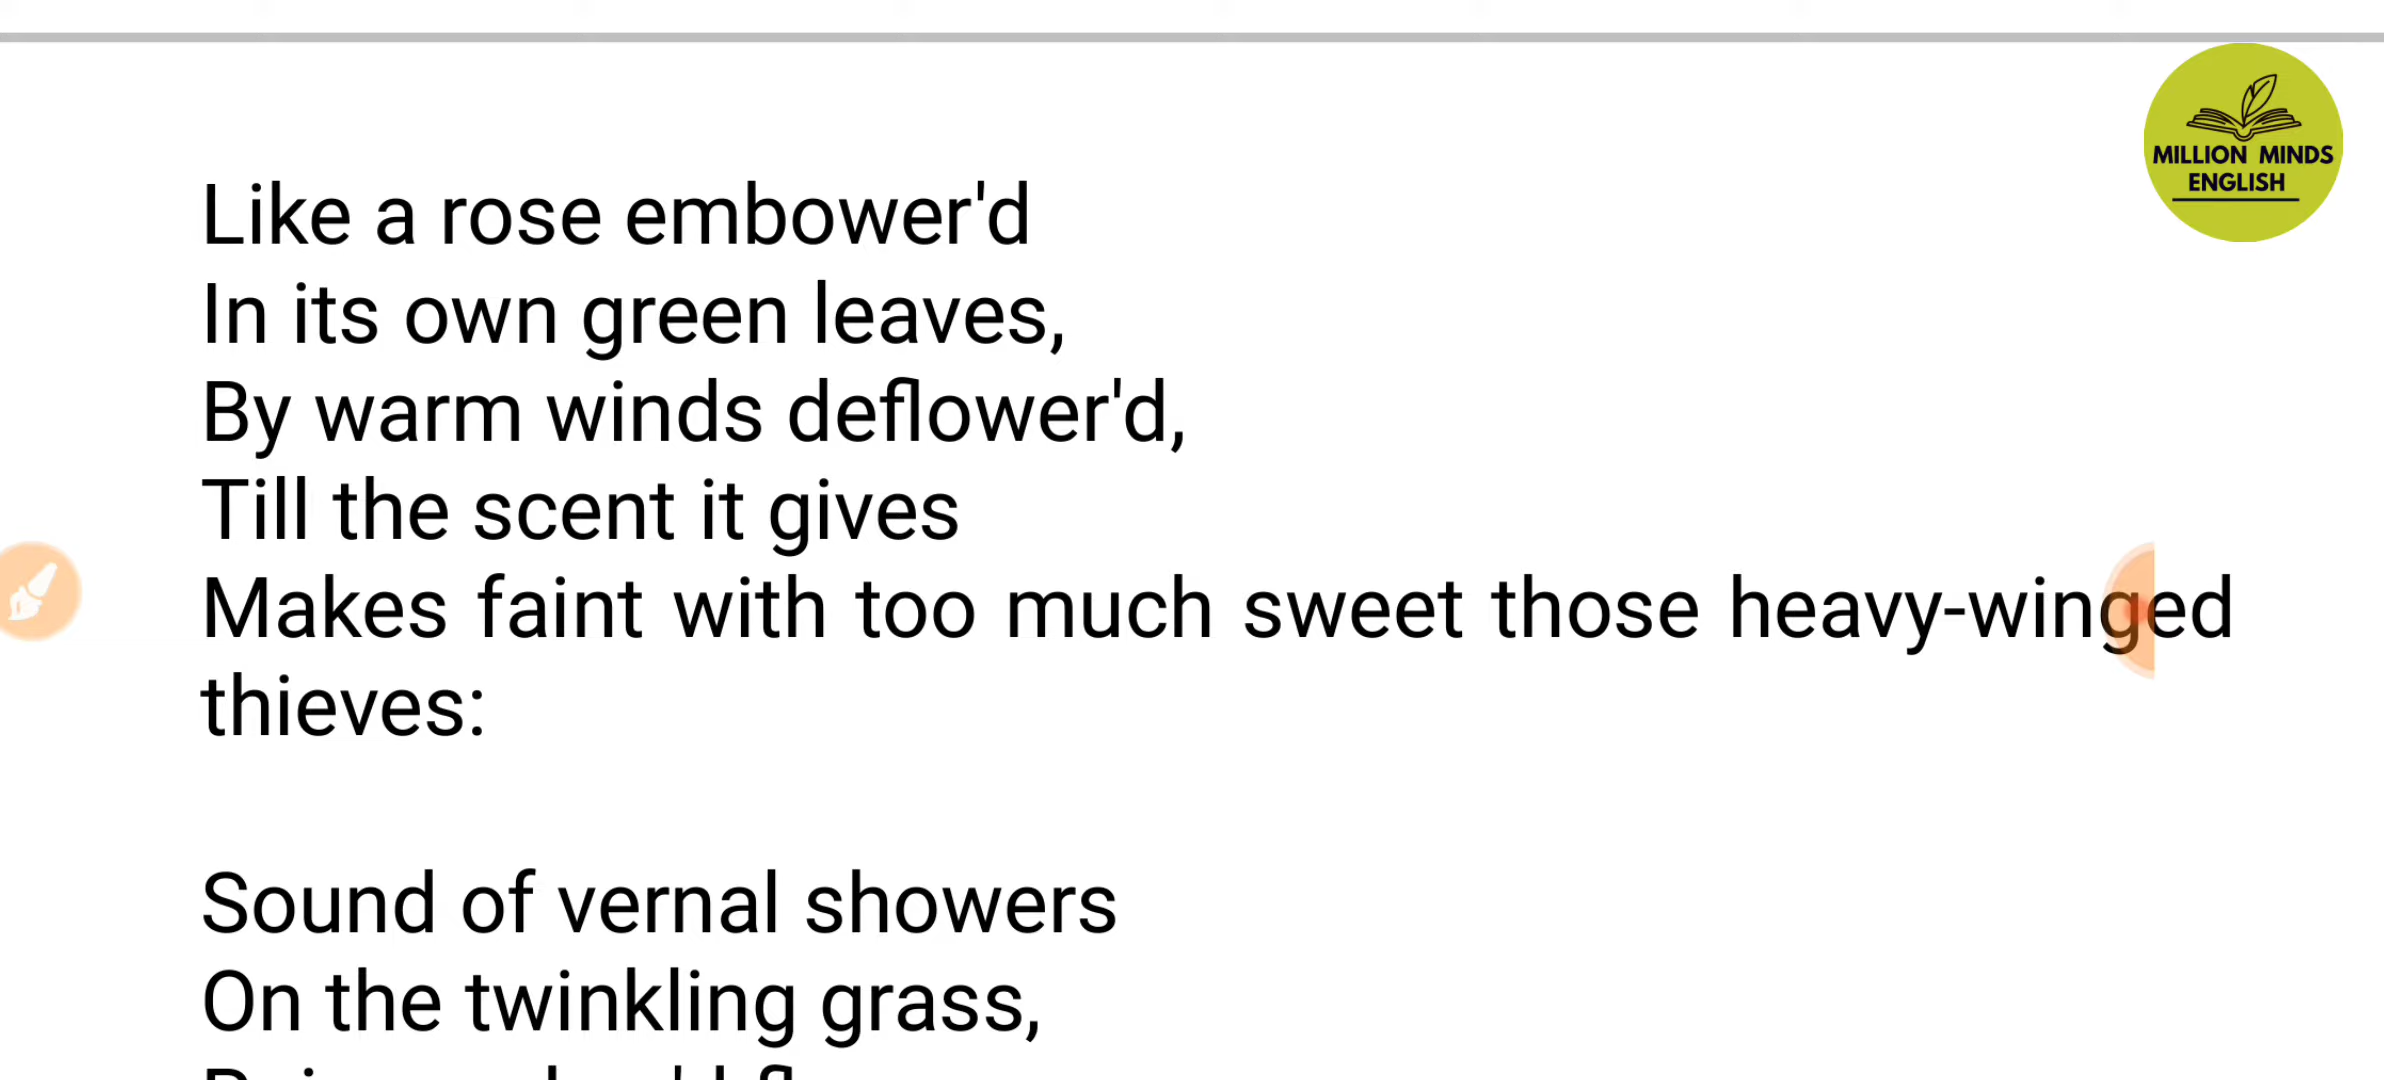 MILLION MINDS
ENGLISH
Like a rose embower'd
In its own green leaves,
By warm winds deflower'd,
Till the scent it gives
Makes faint with too much sweet those heavy-winged
thieves:
Sound of vernal showers
On the twinkling grass,